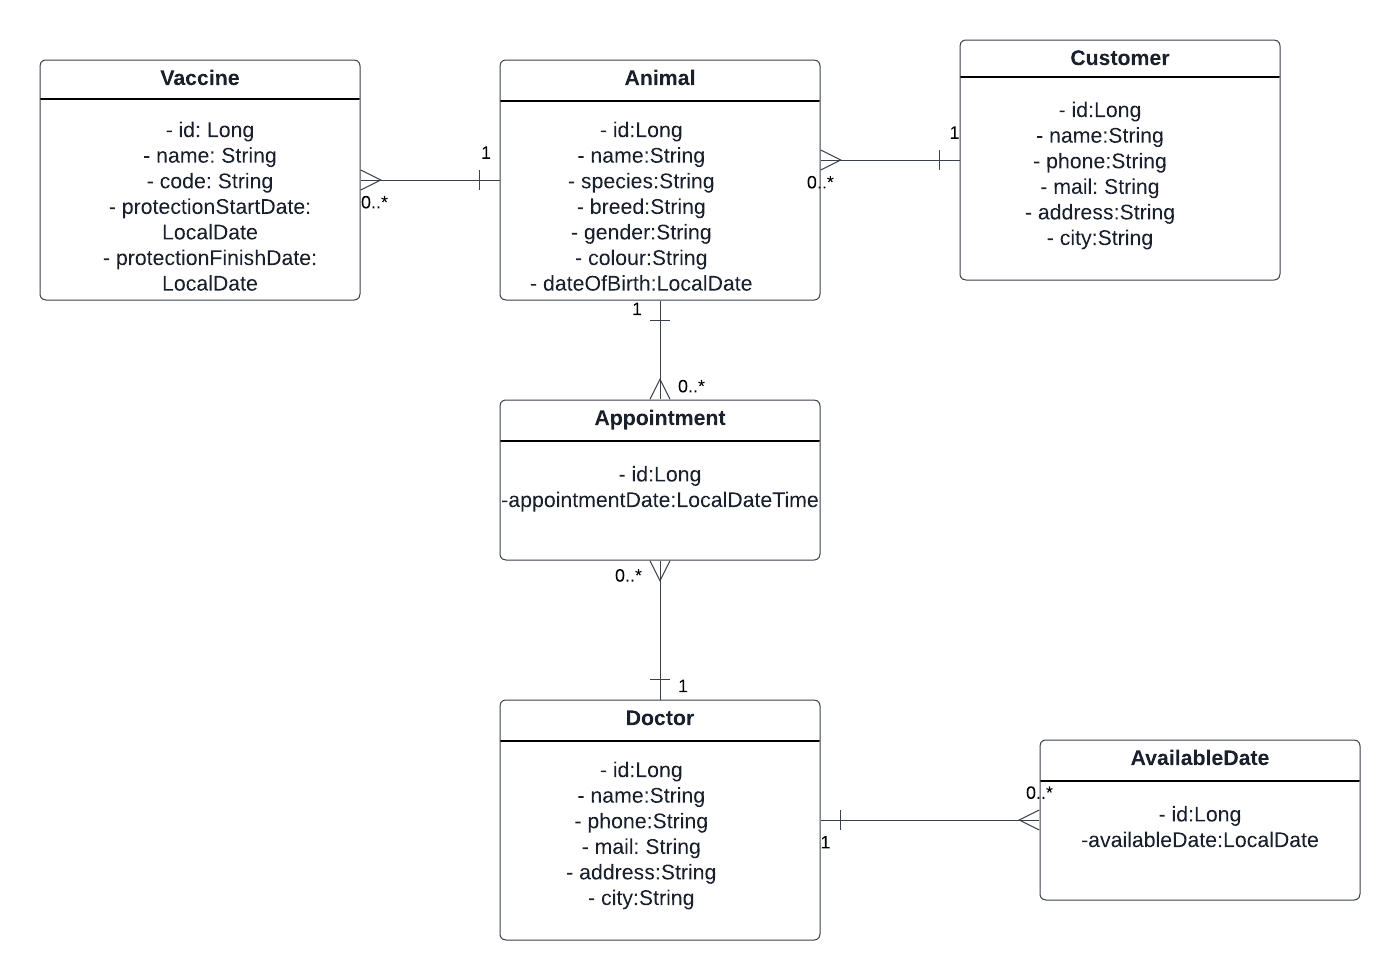 Vaccine
- id: Long
- name: String
- code: String
- protectionStartDate:
LocalDate
- protectionFinishDate:
LocalDate
0..*
1
Animal
- id:Long
- name:String
- species:String
- breed:String
- gender:String
- colour:String
- dateOfBirth:LocalDate
0..*
1
Customer
- id:Long
- name:String
- phone:String
- mail: String
- address:String
- city:String
1
0..*
Appointment
- id:Long
-appointmentDate:LocalDateTime
0..*
1
Doctor
- id:Long
- name:String
- phone:String
- mail: String
- address:String
- city:String
1
0..*
AvailableDate
- id:Long
-availableDate:LocalDate